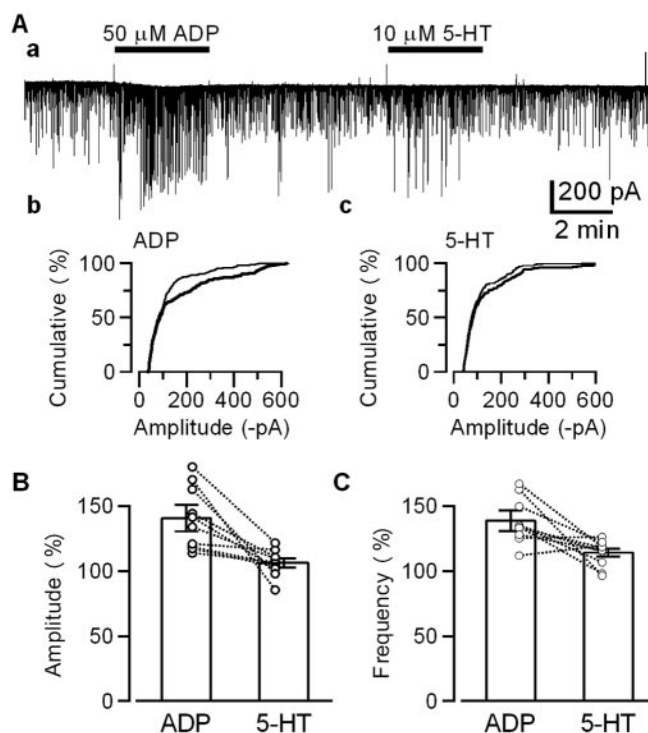 A
a
50 μM ADP
10 μM 5-HT
200 pA
2 min
b
ADP
Cumulative (%)
100
50
0
0 200 400 600
Amplitude (-pA)
c
5-HT
Cumulative (%)
100
50
0
0 200 400 600
Amplitude (-pA)
B
Amplitude (%)
150
100
50
0
ADP 5-HT
C
Frequency (%)
150
100
50
0
ADP 5-HT